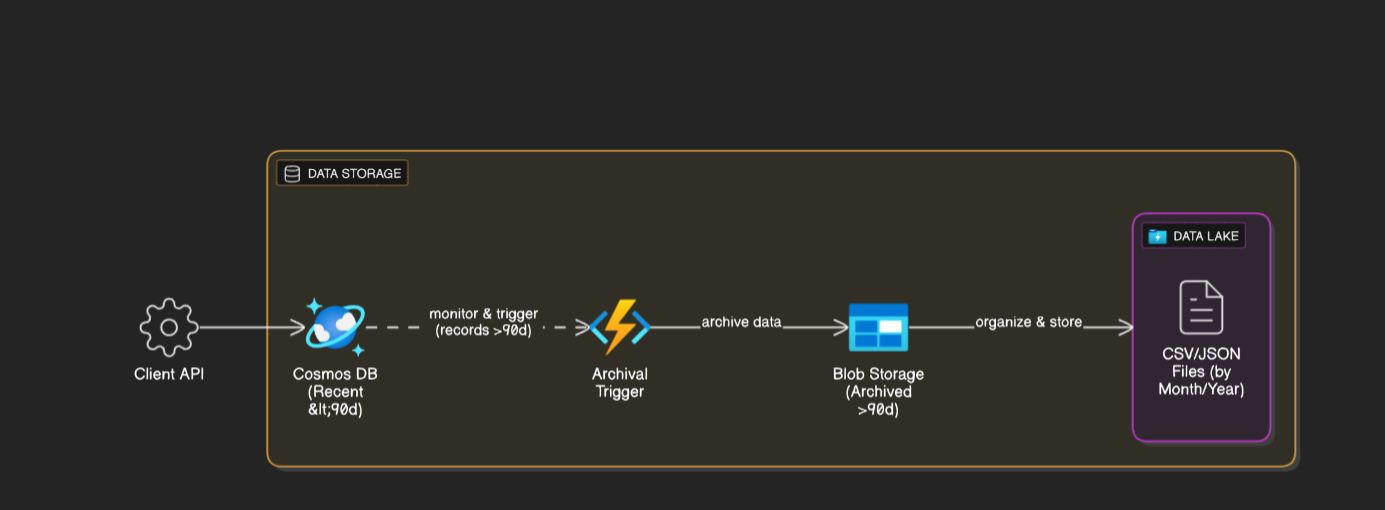 DATA STORAGE
DATA LAKE
monitor & trigger
(records >90d)
archive data
organize & store
Client API
Cosmos DB
(Recent
&lt;90d)
Archival
Trigger
Blob Storage
(Archived
>90d)
CSV/JSON
Files (by
Month/Year)